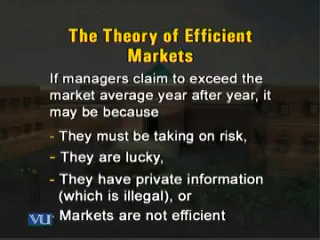 The Theory of Efficient
Markets
If managers claim to exceed the
market average year after year, it
may be because
- They must be taking on risk,
- They are lucky,
- They have private information
(which is illegal), or
- Markets are not efficient
VU